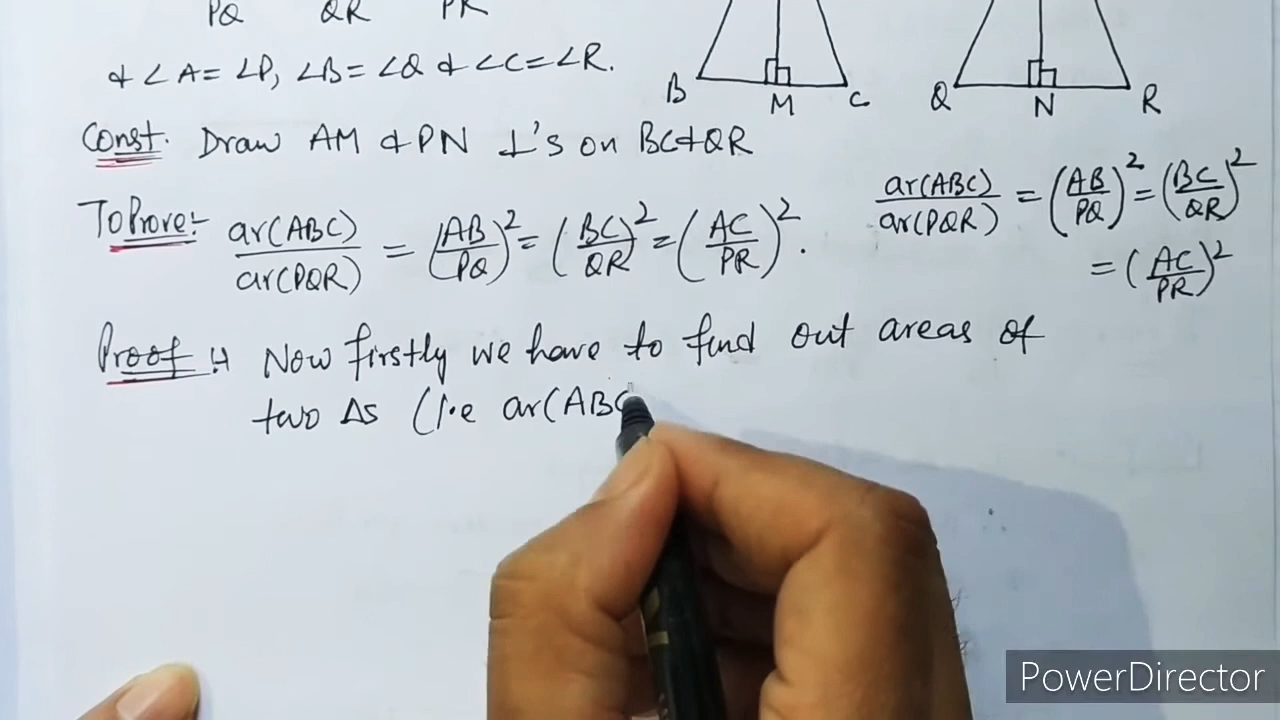 PQ QR PR
& ∠A = ∠P, ∠B = ∠Q & ∠C = ∠R.
B M C Q N R
Const. Draw AM & PN ⊥'s on BC & QR
To Prove:- ar(ABC)/ar(PQR) = (AB/PQ)² = (BC/QR)² = (AC/PR)².
ar(ABC)/ar(PQR) = (AB/PQ)² = (BC/QR)²
= (AC/PR)²
Proof :- Now firstly we have to find out areas of
two Δs (i.e ar(ABC
PowerDirector